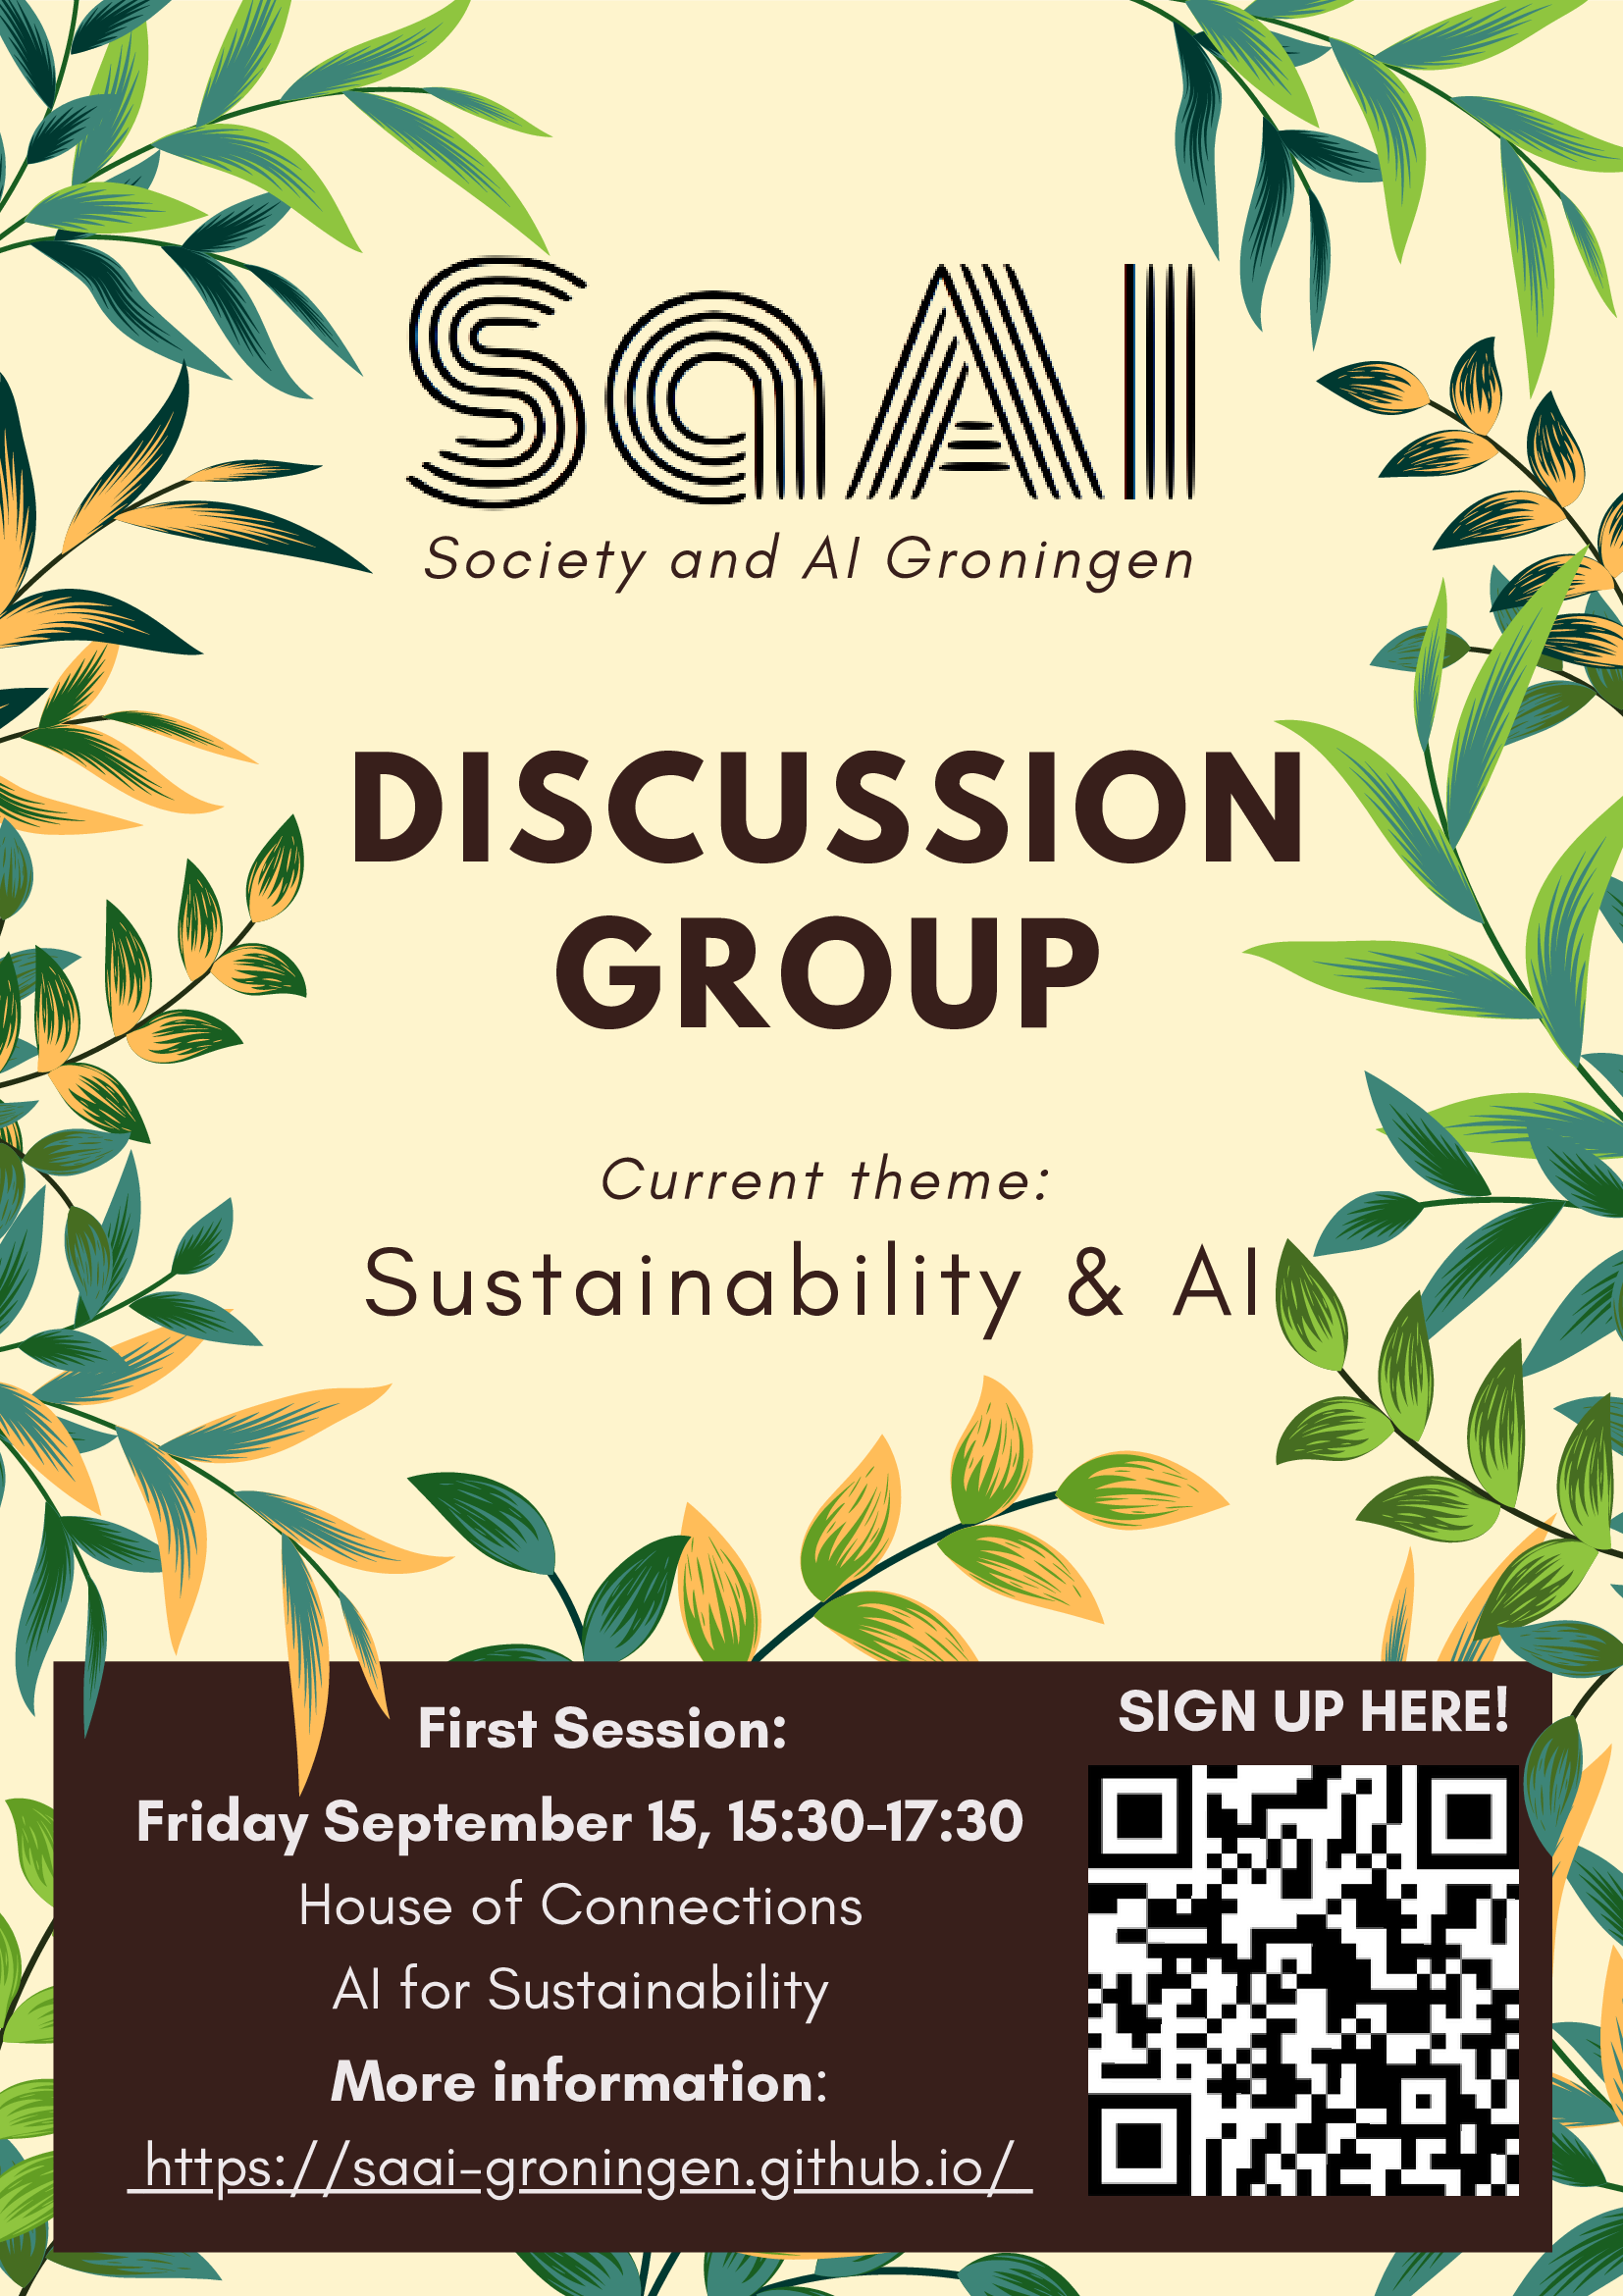 SaAI
Society and AI Groningen
DISCUSSION
GROUP
Current theme:
Sustainability & AI
First Session:
Friday September 15, 15:30-17:30
House of Connections
AI for Sustainability
More information:
https://saai-groningen.github.io/
SIGN UP HERE!